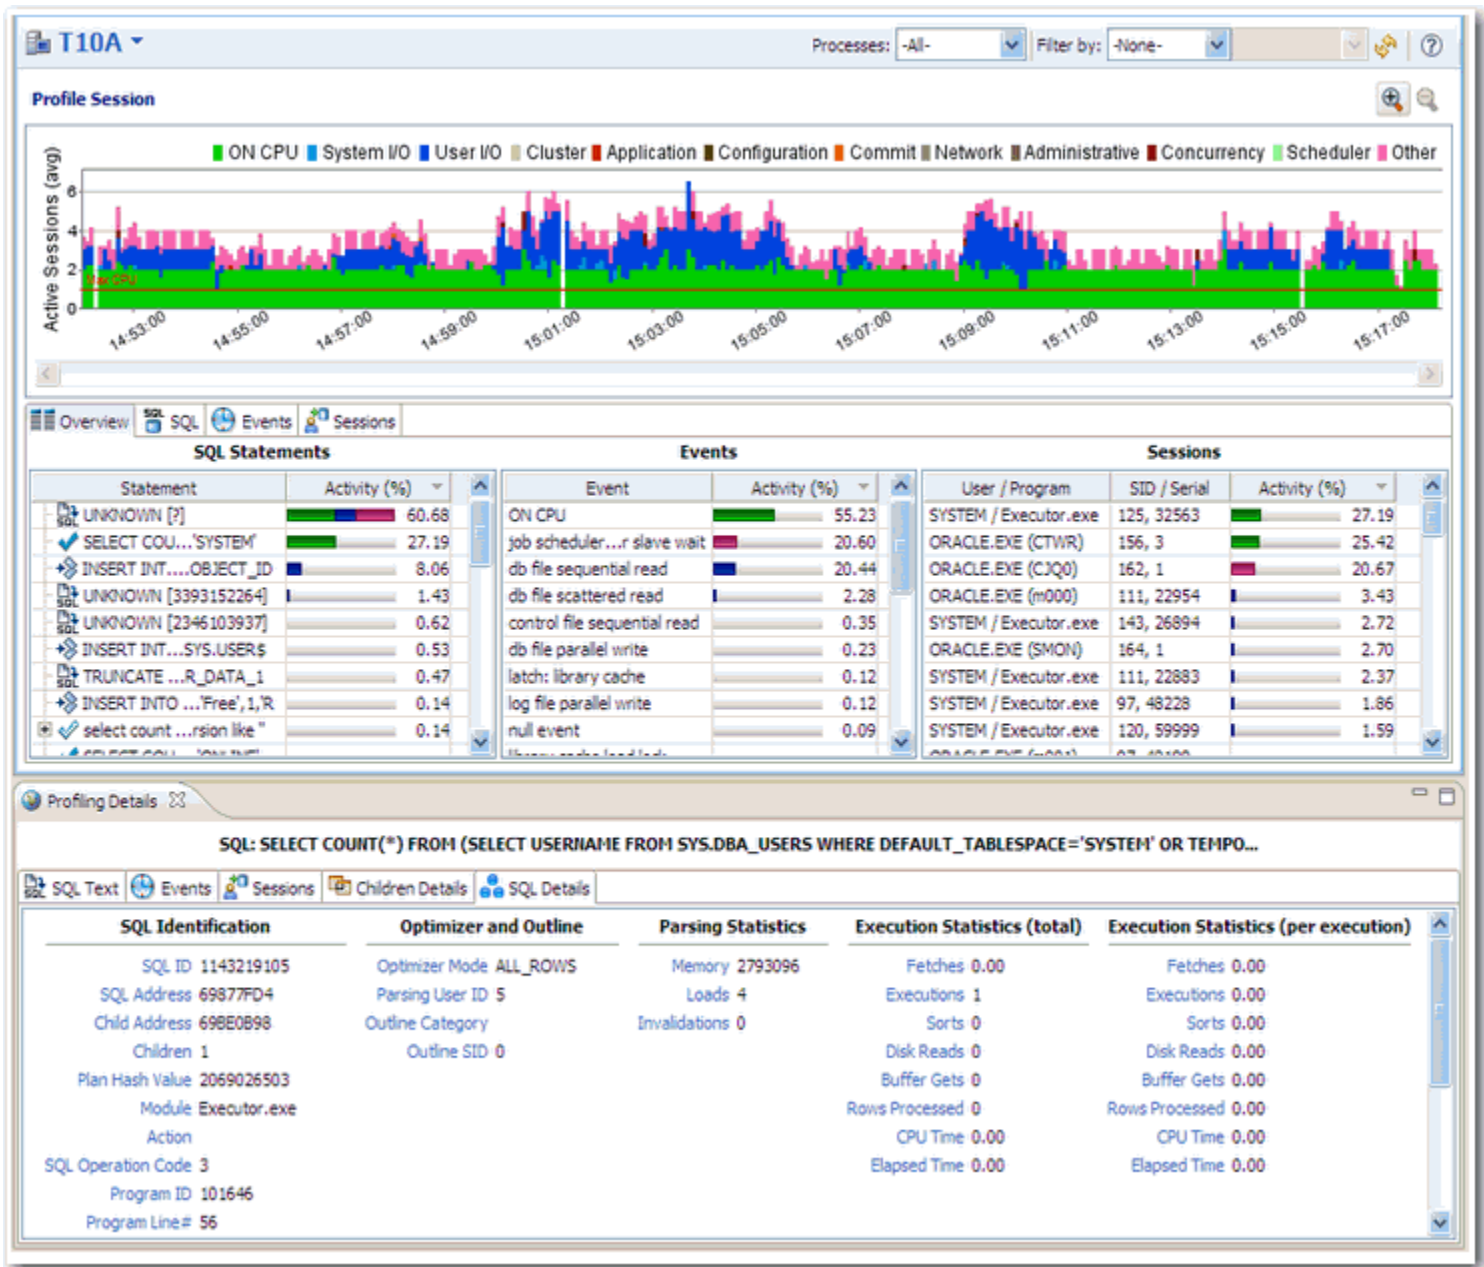 T10A Processes: -All- Filter by: -None-
Profile Session
ON CPU System I/O User I/O Cluster Application Configuration Commit Network Administrative Concurrency Scheduler Other
Active Sessions (avg)
6
4
2
0
Max CPU
14:53:00 14:55:00 14:57:00 14:59:00 15:01:00 15:03:00 15:05:00 15:07:00 15:09:00 15:11:00 15:13:00 15:15:00 15:17:00
Overview SQL Events Sessions
SQL Statements Events Sessions
Statement Activity (%) Event Activity (%) User / Program SID / Serial Activity (%)
UNKNOWN [?] 60.68 ON CPU 55.23 SYSTEM / Executor.exe 125, 32563 27.19
SELECT COU...'SYSTEM' 27.19 job scheduler...r slave wait 20.60 ORACLE.EXE (CTWR) 156, 3 25.42
INSERT INT....OBJECT_ID 8.06 db file sequential read 20.44 ORACLE.EXE (CJQ0) 162, 1 20.67
UNKNOWN [3393152264] 1.43 db file scattered read 2.28 ORACLE.EXE (m000) 111, 22954 3.43
UNKNOWN [2346103937] 0.62 control file sequential read 0.35 SYSTEM / Executor.exe 143, 26894 2.72
INSERT INT...SYS.USER$ 0.53 db file parallel write 0.23 ORACLE.EXE (SMON) 164, 1 2.70
TRUNCATE ...R_DATA_1 0.47 latch: library cache 0.12 SYSTEM / Executor.exe 111, 22883 2.37
INSERT INTO ...'Free',1,'R 0.14 log file parallel write 0.12 SYSTEM / Executor.exe 97, 48228 1.86
select count ...rsion like '' 0.14 null event 0.09 SYSTEM / Executor.exe 120, 59999 1.59
Profiling Details
SQL: SELECT COUNT(*) FROM (SELECT USERNAME FROM SYS.DBA_USERS WHERE DEFAULT_TABLESPACE='SYSTEM' OR TEMPO...
SQL Text Events Sessions Children Details SQL Details
SQL Identification Optimizer and Outline Parsing Statistics Execution Statistics (total) Execution Statistics (per execution)
SQL ID 1143219105 Optimizer Mode ALL_ROWS Memory 2793096 Fetches 0.00 Fetches 0.00
SQL Address 69877FD4 Parsing User ID 5 Loads 4 Executions 1 Executions 0.00
Child Address 69BE0B98 Outline Category Invalidations 0 Sorts 0 Sorts 0.00
Children 1 Outline SID 0 Disk Reads 0 Disk Reads 0.00
Plan Hash Value 2069026503 Buffer Gets 0 Buffer Gets 0.00
Module Executor.exe Rows Processed 0 Rows Processed 0.00
Action CPU Time 0.00 CPU Time 0.00
SQL Operation Code 3 Elapsed Time 0.00 Elapsed Time 0.00
Program ID 101646
Program Line# 56